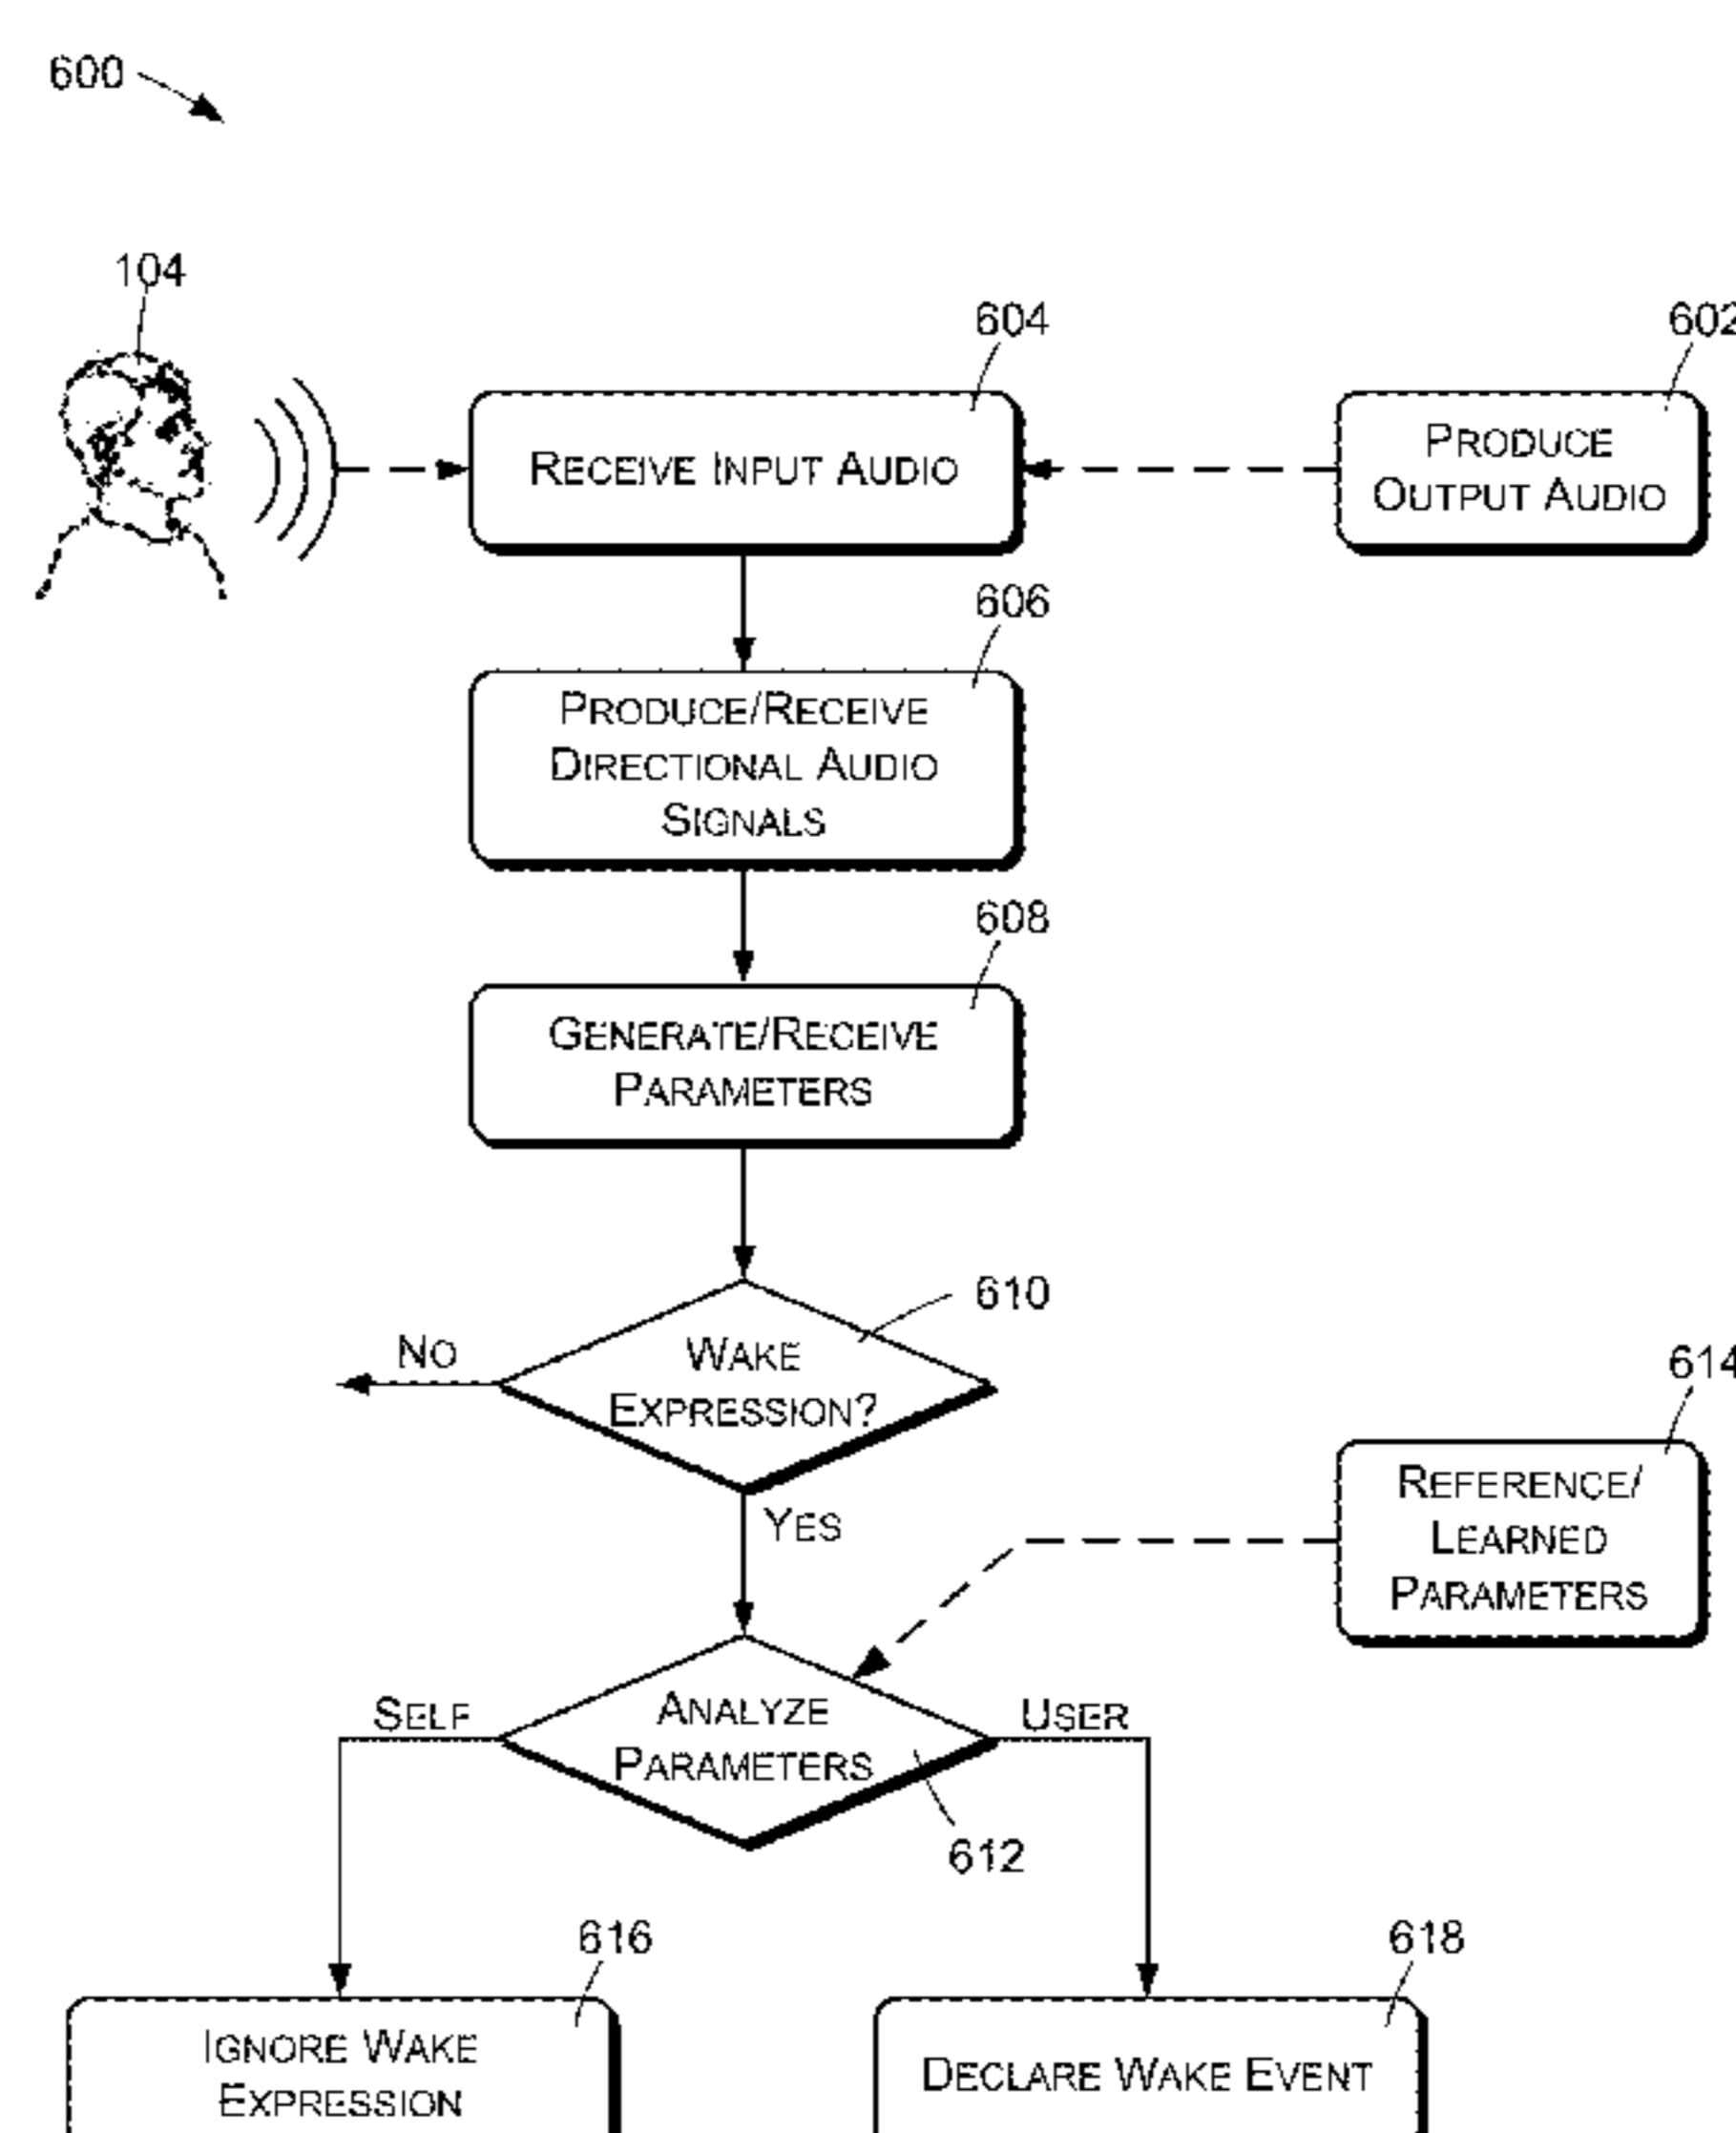 600
104
604
602
RECEIVE INPUT AUDIO
PRODUCE
OUTPUT AUDIO
606
PRODUCE/RECEIVE
DIRECTIONAL AUDIO
SIGNALS
608
GENERATE/RECEIVE
PARAMETERS
610
NO
WAKE
EXPRESSION?
614
YES
REFERENCE/
LEARNED
PARAMETERS
SELF
ANALYZE
PARAMETERS
USER
612
616
618
IGNORE WAKE
EXPRESSION
DECLARE WAKE EVENT